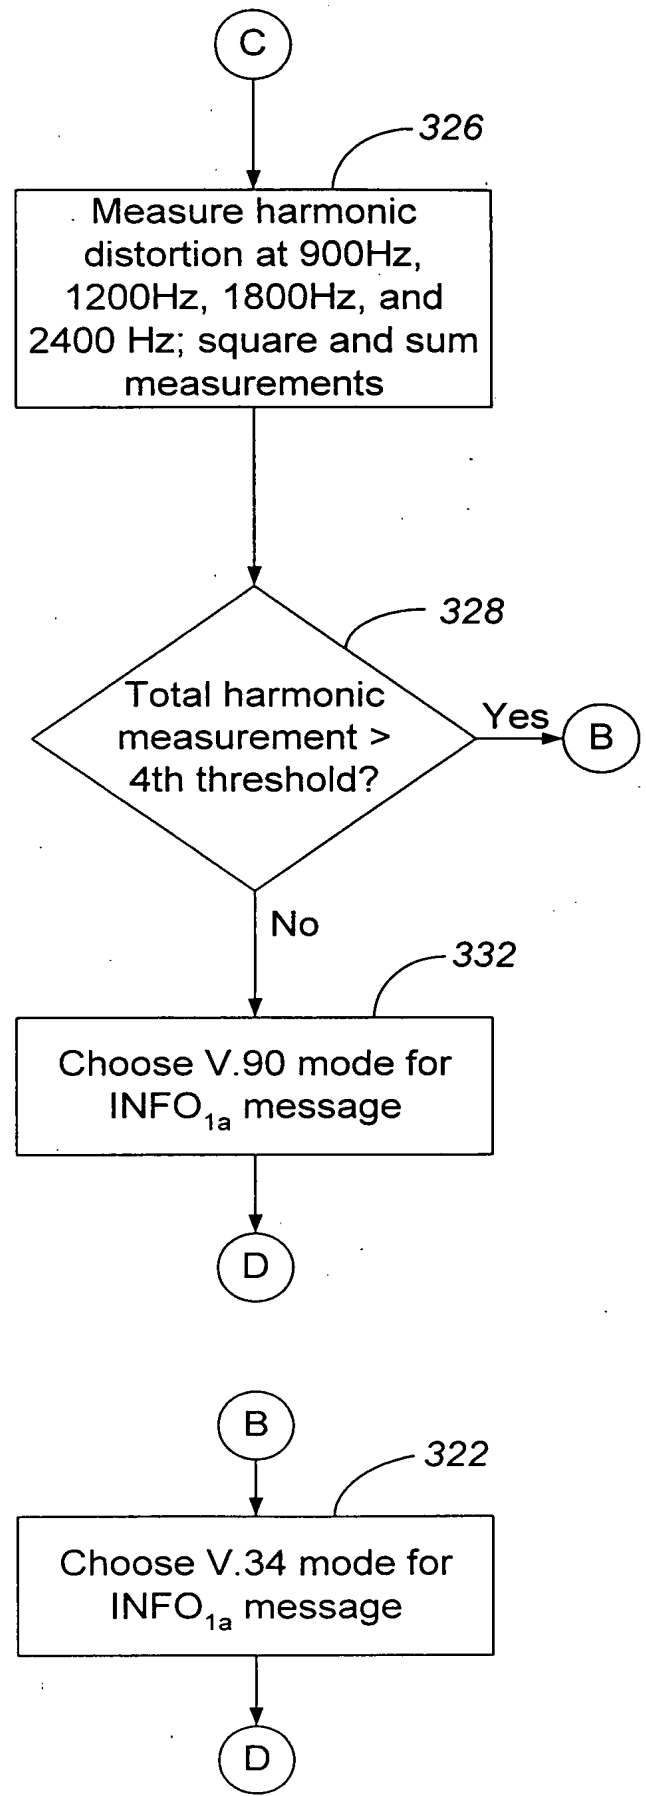 C
326
Measure harmonic
distortion at 900Hz,
1200Hz, 1800Hz, and
2400 Hz; square and sum
measurements
328
Total harmonic
measurement >
4th threshold?
Yes
B
No
332
Choose V.90 mode for
INFO1a message
D
B
322
Choose V.34 mode for
INFO1a message
D